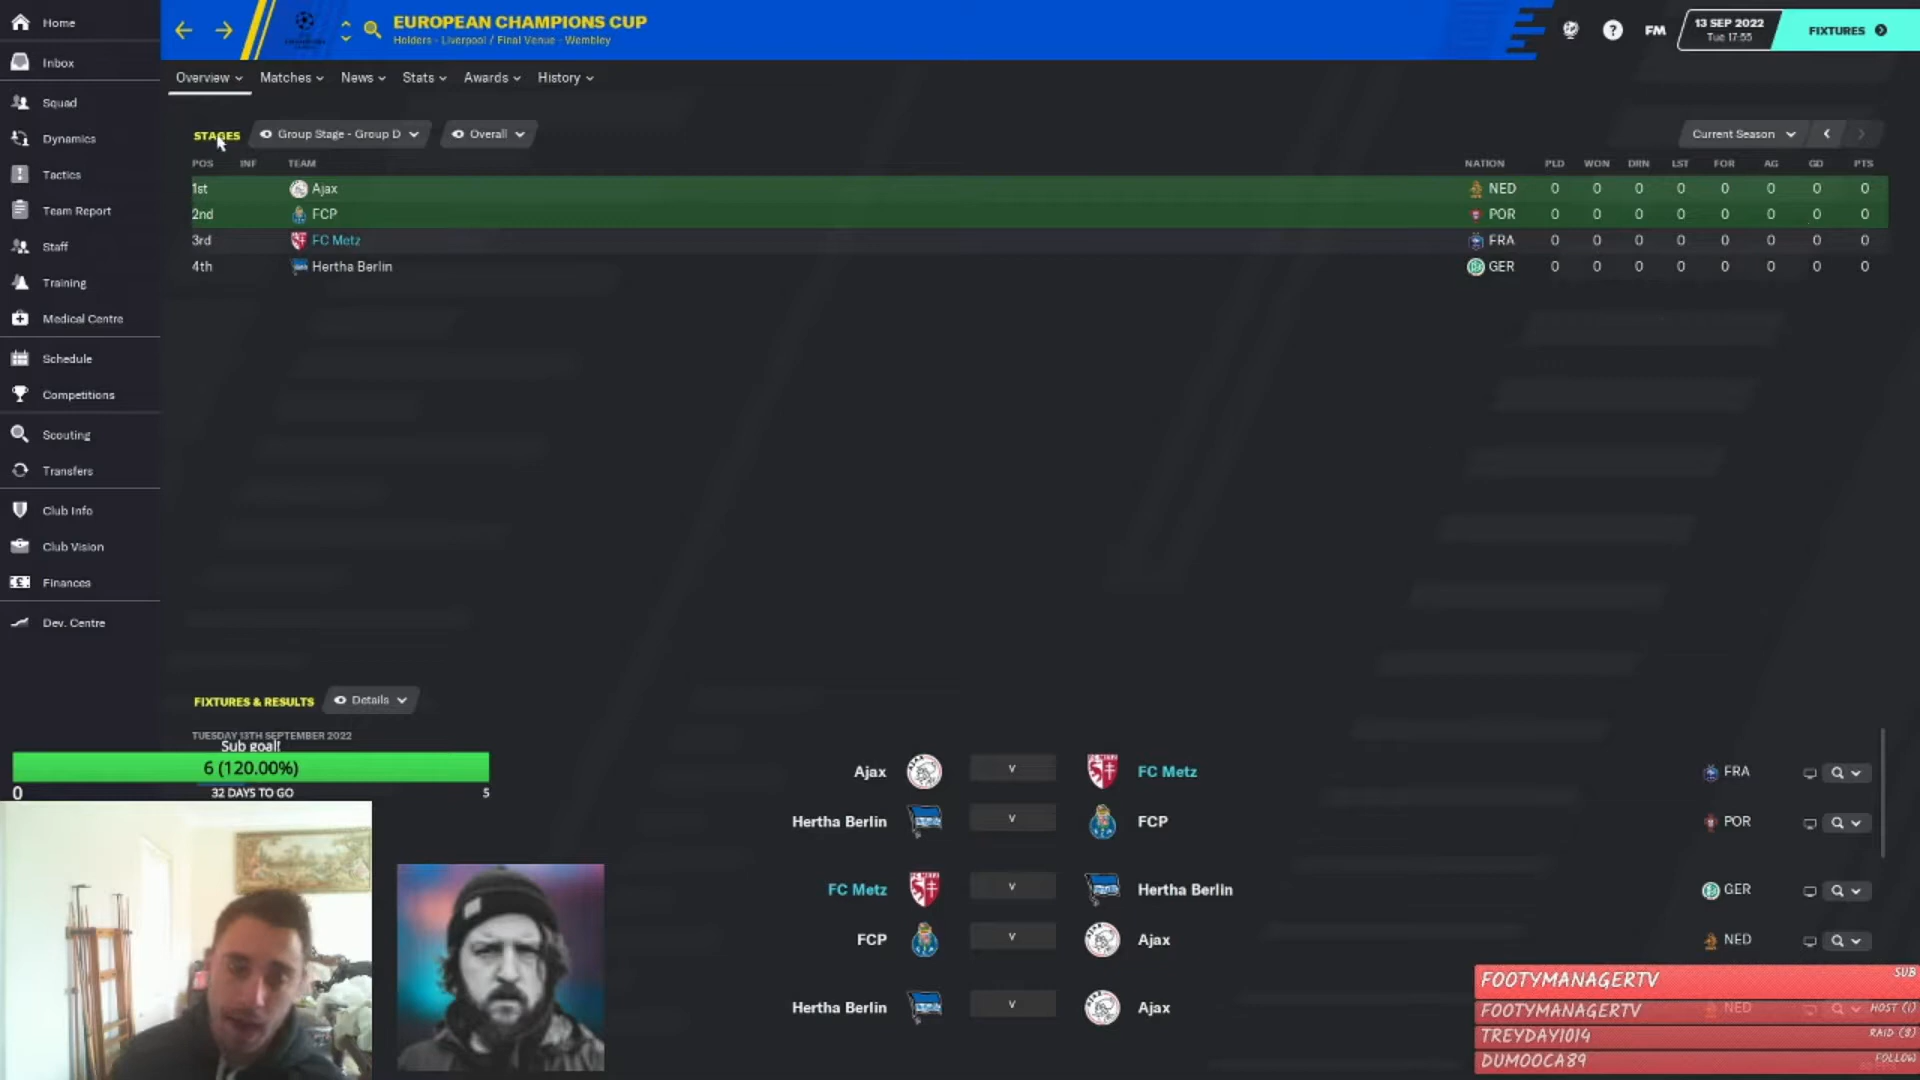 Home
Inbox
Squad
Dynamics
Tactics
Team Report
Staff
Training
Medical Centre
Schedule
Competitions
Scouting
Transfers
Club Info
Club Vision
Finances
Dev. Centre
EUROPEAN CHAMPIONS CUP
Holders - Liverpool / Final Venue - Wembley
FM
13 SEP 2022
Tue 17:55
FIXTURES
Overview Matches News Stats Awards History
STAGES Group Stage - Group D Overall Current Season
POS INF TEAM NATION PLD WON DRN LST FOR AG GD PTS
1st Ajax NED 0 0 0 0 0 0 0 0
2nd FCP POR 0 0 0 0 0 0 0 0
3rd FC Metz FRA 0 0 0 0 0 0 0 0
4th Hertha Berlin GER 0 0 0 0 0 0 0 0
FIXTURES & RESULTS Details
TUESDAY 13TH SEPTEMBER 2022
Sub goal!
6 (120.00%)
0 32 DAYS TO GO 5
Ajax v FC Metz FRA
Hertha Berlin v FCP POR
FC Metz v Hertha Berlin GER
FCP v Ajax NED
Hertha Berlin v Ajax NED
FOOTYMANAGERTV SUB
FOOTYMANAGERTV HOST (1)
TREYDAY1014 RAID (8)
DUMOOCA89 FOLLOW